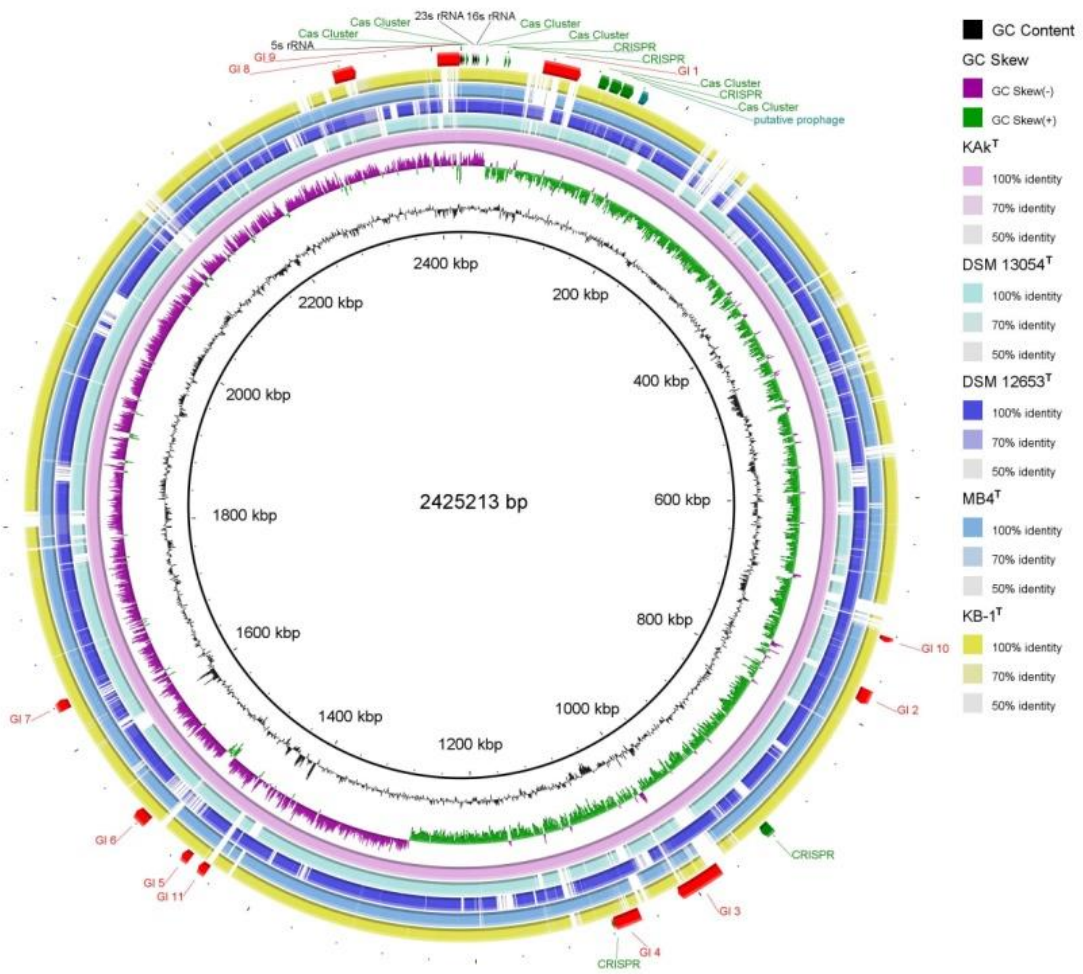 23s rRNA
16s rRNA
Cas Cluster
Cas Cluster
Cas Cluster
5s rRNA
Cas Cluster
CRISPR
GI 9
CRISPR
GI 8
GI 1
Cas Cluster
CRISPR
Cas Cluster
putative prophage
2400 kbp
200 kbp
2200 kbp
400 kbp
2000 kbp
2425213 bp
600 kbp
1800 kbp
800 kbp
1600 kbp
GI 10
GI 2
1000 kbp
1400 kbp
GI 7
1200 kbp
GI 6
CRISPR
GI 5
GI 11
GI 3
GI 4
CRISPR
GC Content
GC Skew
GC Skew(-)
GC Skew(+)
KAkᵀ
100% identity
70% identity
50% identity
DSM 13054ᵀ
100% identity
70% identity
50% identity
DSM 12653ᵀ
100% identity
70% identity
50% identity
MB4ᵀ
100% identity
70% identity
50% identity
KB-1ᵀ
100% identity
70% identity
50% identity